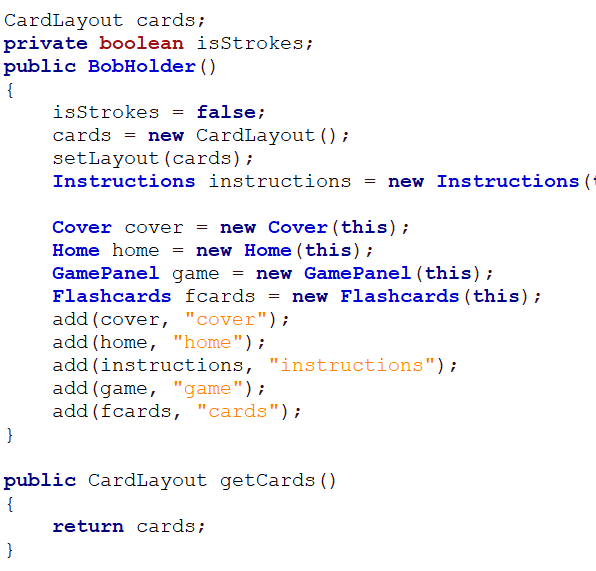 CardLayout cards;
private boolean isStrokes;
public BobHolder()
{
    isStrokes = false;
    cards = new CardLayout();
    setLayout(cards);
    Instructions instructions = new Instructions(
    Cover cover = new Cover(this);
    Home home = new Home(this);
    GamePanel game = new GamePanel(this);
    Flashcards fcards = new Flashcards(this);
    add(cover, "cover");
    add(home, "home");
    add(instructions, "instructions");
    add(game, "game");
    add(fcards, "cards");
}
public CardLayout getCards()
{
    return cards;
}